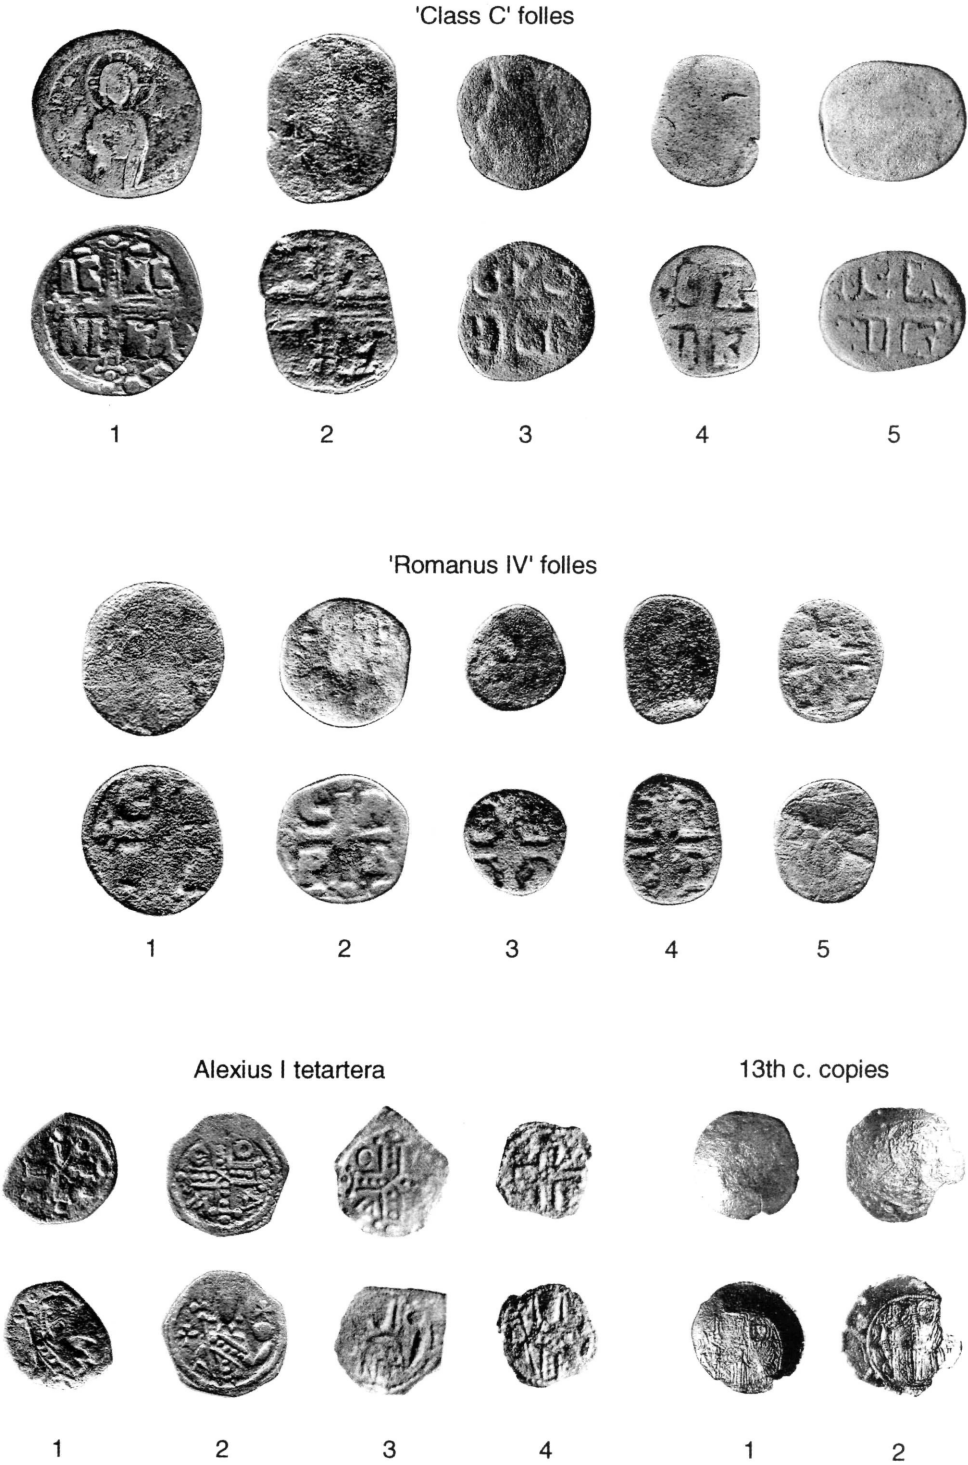 'Class C' folles
1 2 3 4 5
'Romanus IV' folles
1 2 3 4 5
Alexius I tetartera 13th c. copies
1 2 3 4 1 2